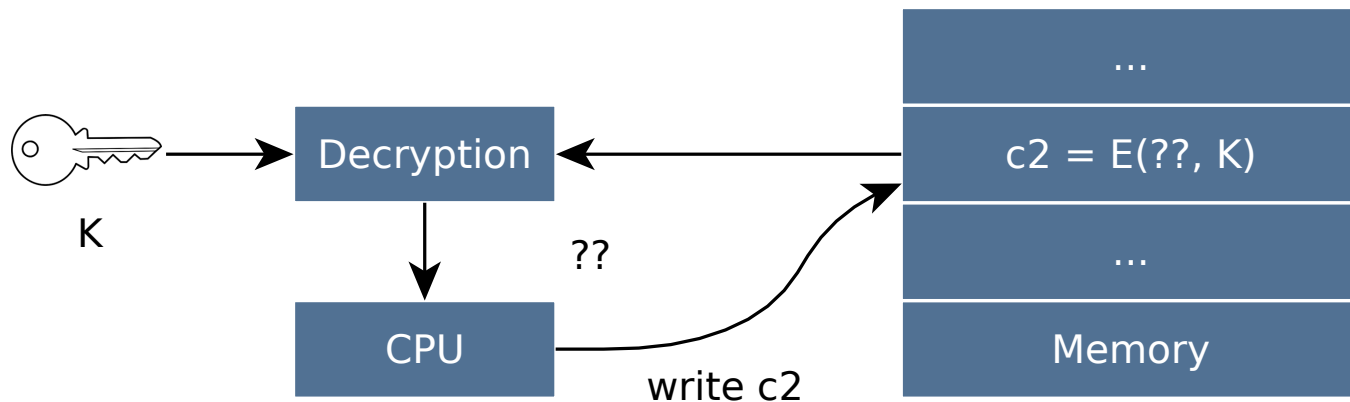 ...
Decryption
c2 = E(??, K)
K
??
...
CPU
Memory
write c2